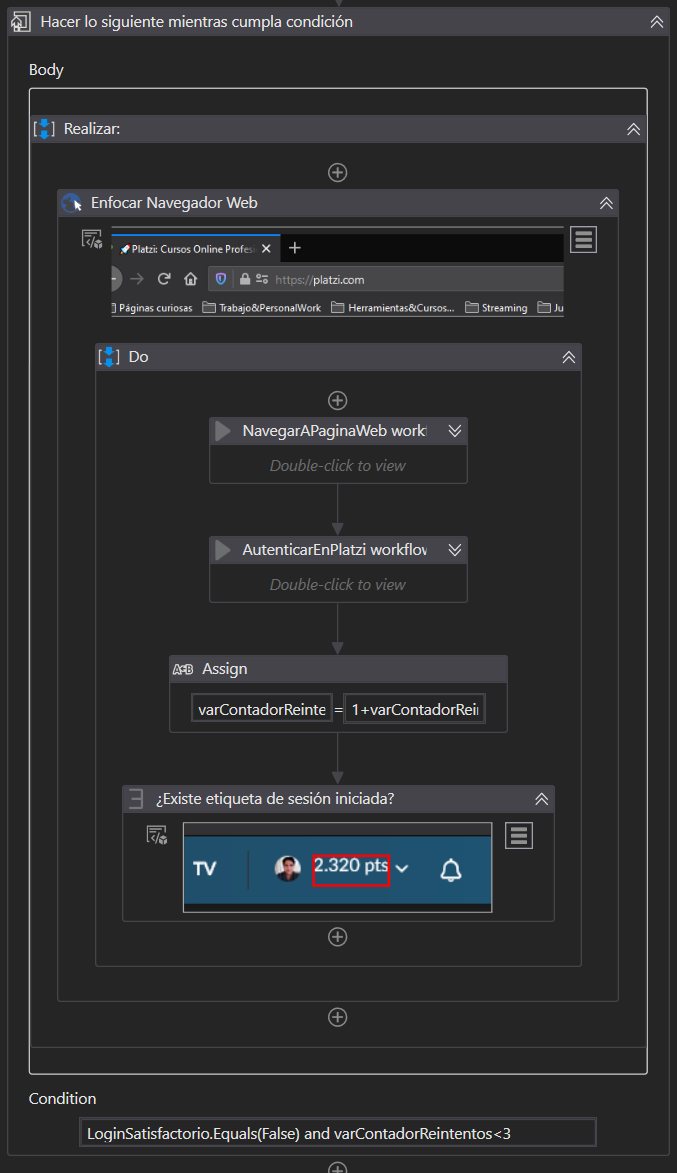 Hacer lo siguiente mientras cumpla condición
Body
Realizar:
Enfocar Navegador Web
Platzi: Cursos Online Profes
https://platzi.com
Páginas curiosas Trabajo&PersonalWork Herramientas&Cursos... Streaming Ju
Do
NavegarAPaginaWeb workf
Double-click to view
AutenticarEnPlatzi workflow
Double-click to view
A+B Assign
varContadorReinte = 1+varContadorRei
¿Existe etiqueta de sesión iniciada?
TV 2.320 pts
Condition
LoginSatisfactorio.Equals(False) and varContadorReintentos<3